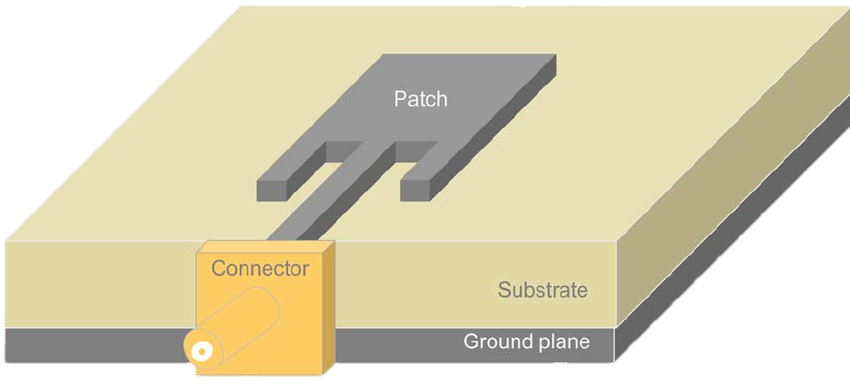 Patch
Connector
Substrate
Ground plane